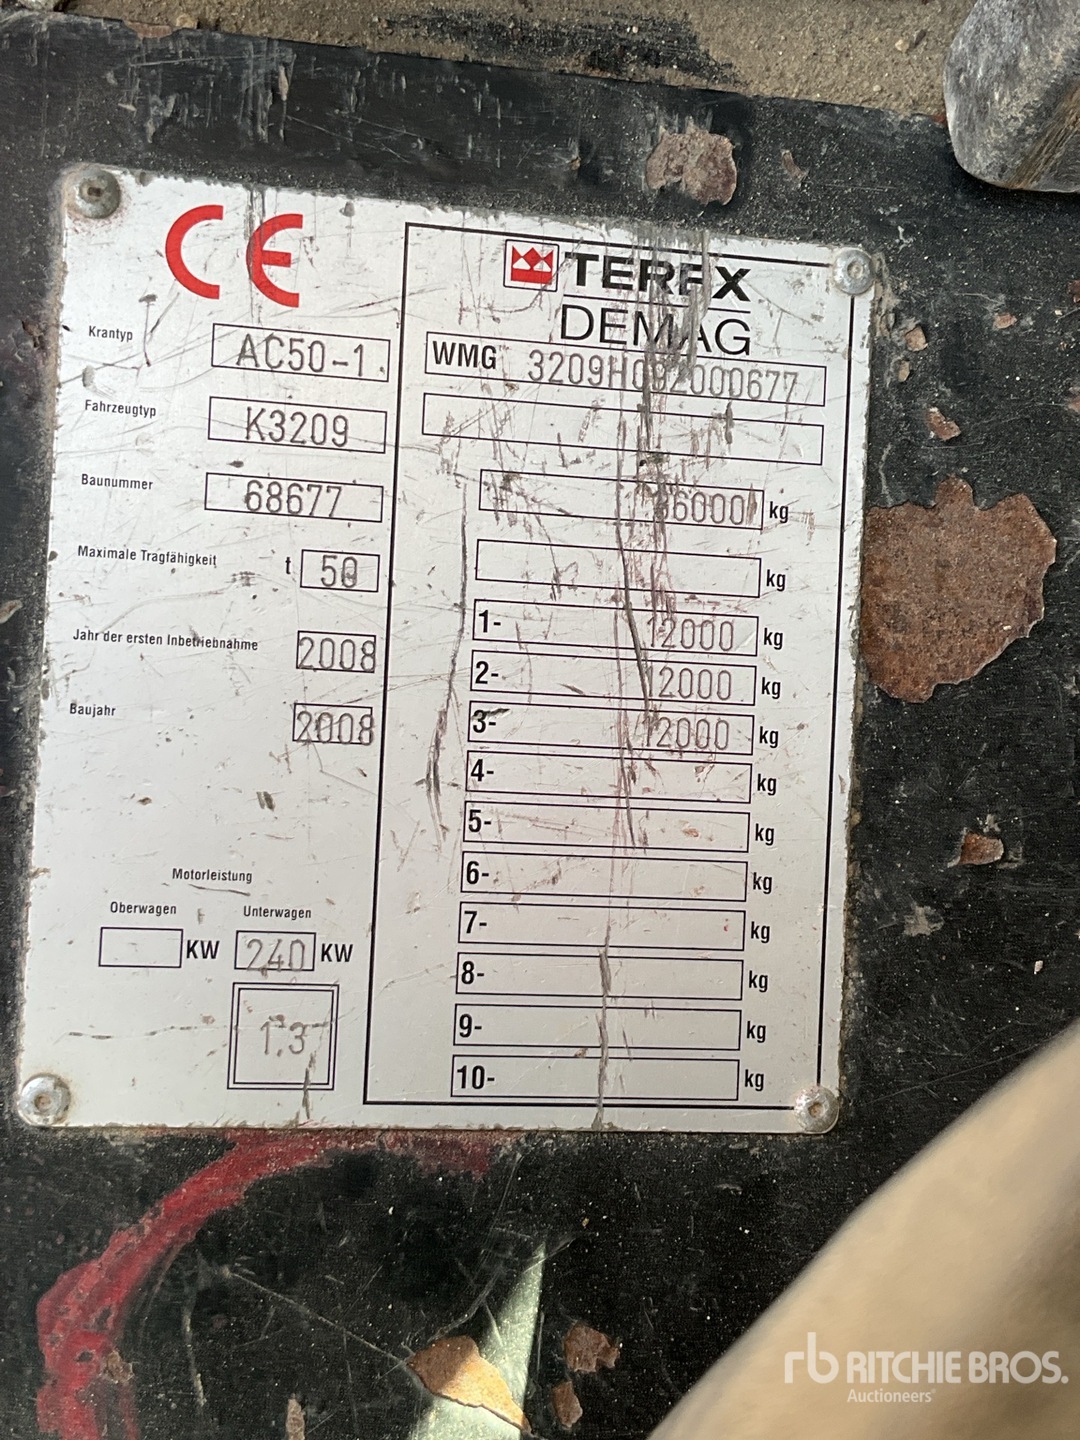 CE
TEREX
DEMAG
Krantyp AC50-1
Fahrzeugtyp K3209
Baunummer 68677
Maximale Tragfähigkeit t 50
Jahr der ersten Inbetriebnahme 2008
Baujahr 2008
Motorleistung
Oberwagen Unterwagen
KW 240 KW
1.3
WMG
36000 kg
kg
1- 12000 kg
2- 12000 kg
3- 12000 kg
4- kg
5- kg
6- kg
7- kg
8- kg
9- kg
10- kg
rb RITCHIE BROS.
Auctioneers